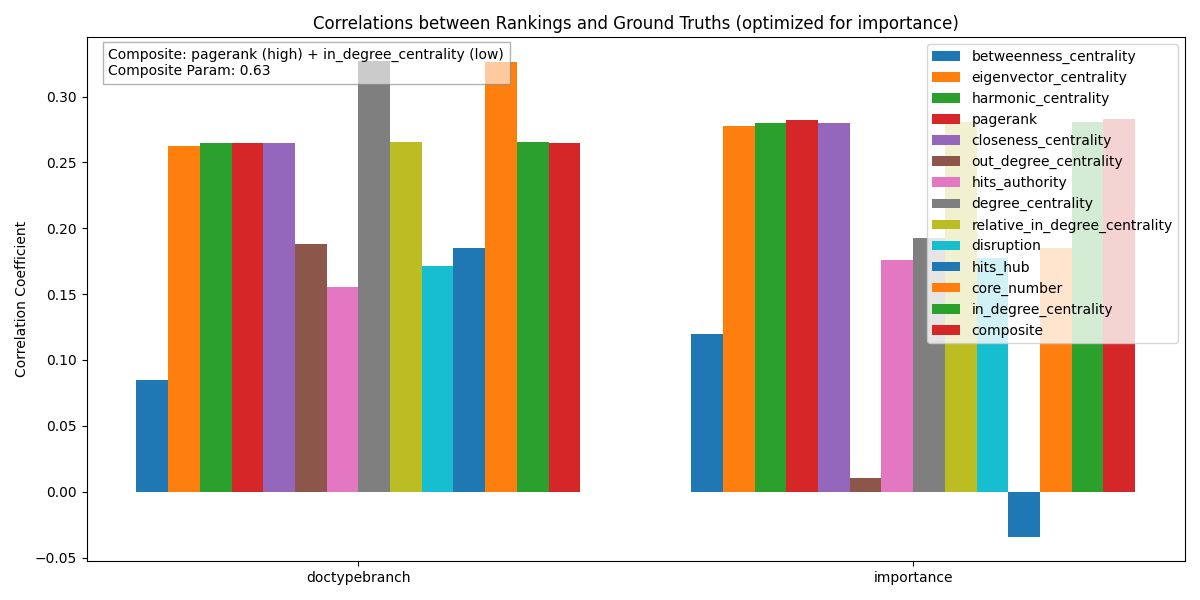 Correlations between Rankings and Ground Truths (optimized for importance)
Composite: pagerank (high) + in_degree_centrality (low)
Composite Param: 0.63
betweenness_centrality
eigenvector_centrality
harmonic_centrality
pagerank
closeness_centrality
out_degree_centrality
hits_authority
degree_centrality
relative_in_degree_centrality
disruption
hits_hub
core_number
in_degree_centrality
composite
Correlation Coefficient
0.30
0.25
0.20
0.15
0.10
0.05
0.00
−0.05
doctypebranch
importance